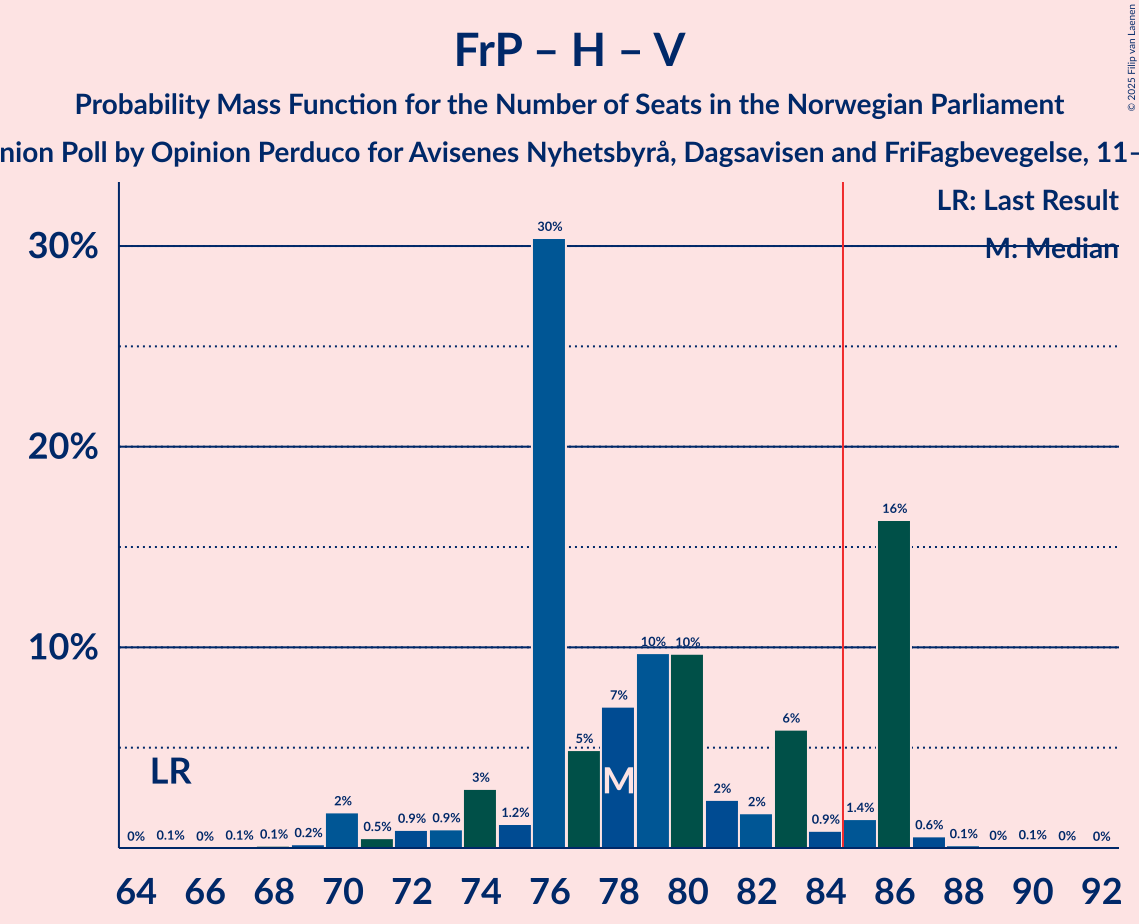 FrP – H – V
Probability Mass Function for the Number of Seats in the Norwegian Parliament
nion Poll by Opinion Perduco for Avisenes Nyhetsbyrå, Dagsavisen and FriFagbevegelse, 11–
© 2025 Filip van Laenen
LR: Last Result
M: Median
30%
20%
10%
0% 0.1% 0% 0.1% 0.1% 0.2% 2% 0.5% 0.9% 0.9% 3% 1.2% 30% 5% 7% 10% 10% 2% 2% 6% 0.9% 1.4% 16% 0.6% 0.1% 0% 0.1% 0% 0%
LR
M
64 66 68 70 72 74 76 78 80 82 84 86 88 90 92